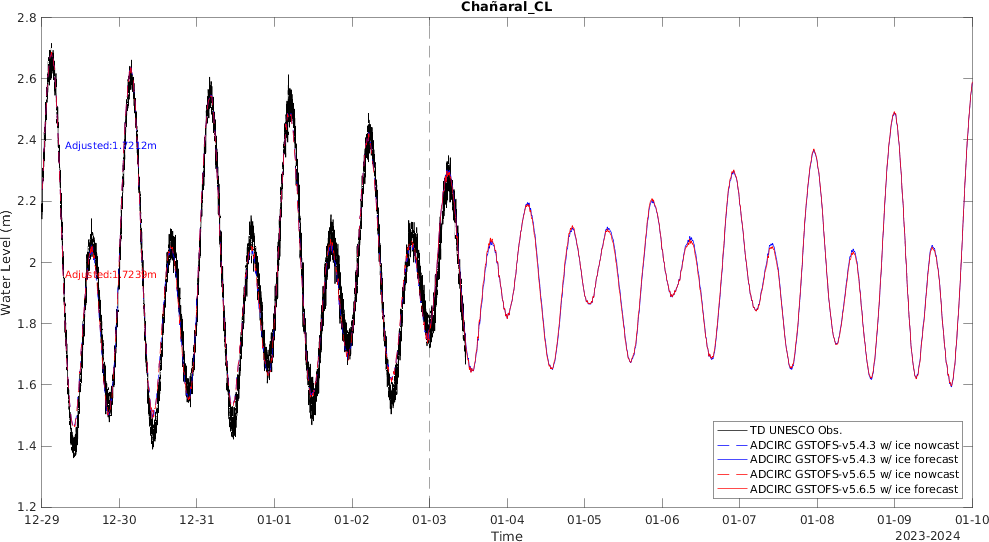 Chañaral_CL
2.8
2.6
2.4
2.2
2
1.8
1.6
1.4
1.2
Water Level (m)
Adjusted:1.7212m
Adjusted:1.7239m
TD UNESCO Obs.
ADCIRC GSTOFS-v5.4.3 w/ ice nowcast
ADCIRC GSTOFS-v5.4.3 w/ ice forecast
ADCIRC GSTOFS-v5.6.5 w/ ice nowcast
ADCIRC GSTOFS-v5.6.5 w/ ice forecast
12-29 12-30 12-31 01-01 01-02 01-03 01-04 01-05 01-06 01-07 01-08 01-09 01-10
Time
2023-2024